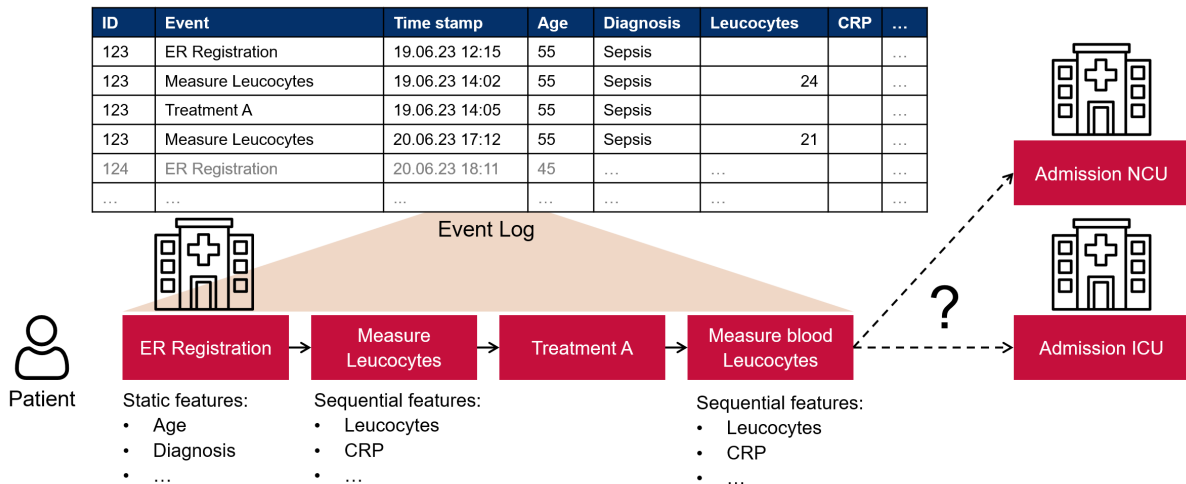 ID Event Time stamp Age Diagnosis Leucocytes CRP …
123 ER Registration 19.06.23 12:15 55 Sepsis …
123 Measure Leucocytes 19.06.23 14:02 55 Sepsis 24 …
123 Treatment A 19.06.23 14:05 55 Sepsis …
123 Measure Leucocytes 20.06.23 17:12 55 Sepsis 21 …
124 ER Registration 20.06.23 18:11 45 … … …
… … ... … … … …
Event Log
Admission NCU
Patient
ER Registration
Measure
Leucocytes
Treatment A
Measure blood
Leucocytes
?
Admission ICU
Static features:
• Age
• Diagnosis
• …
Sequential features:
• Leucocytes
• CRP
• …
Sequential features:
• Leucocytes
• CRP
• …